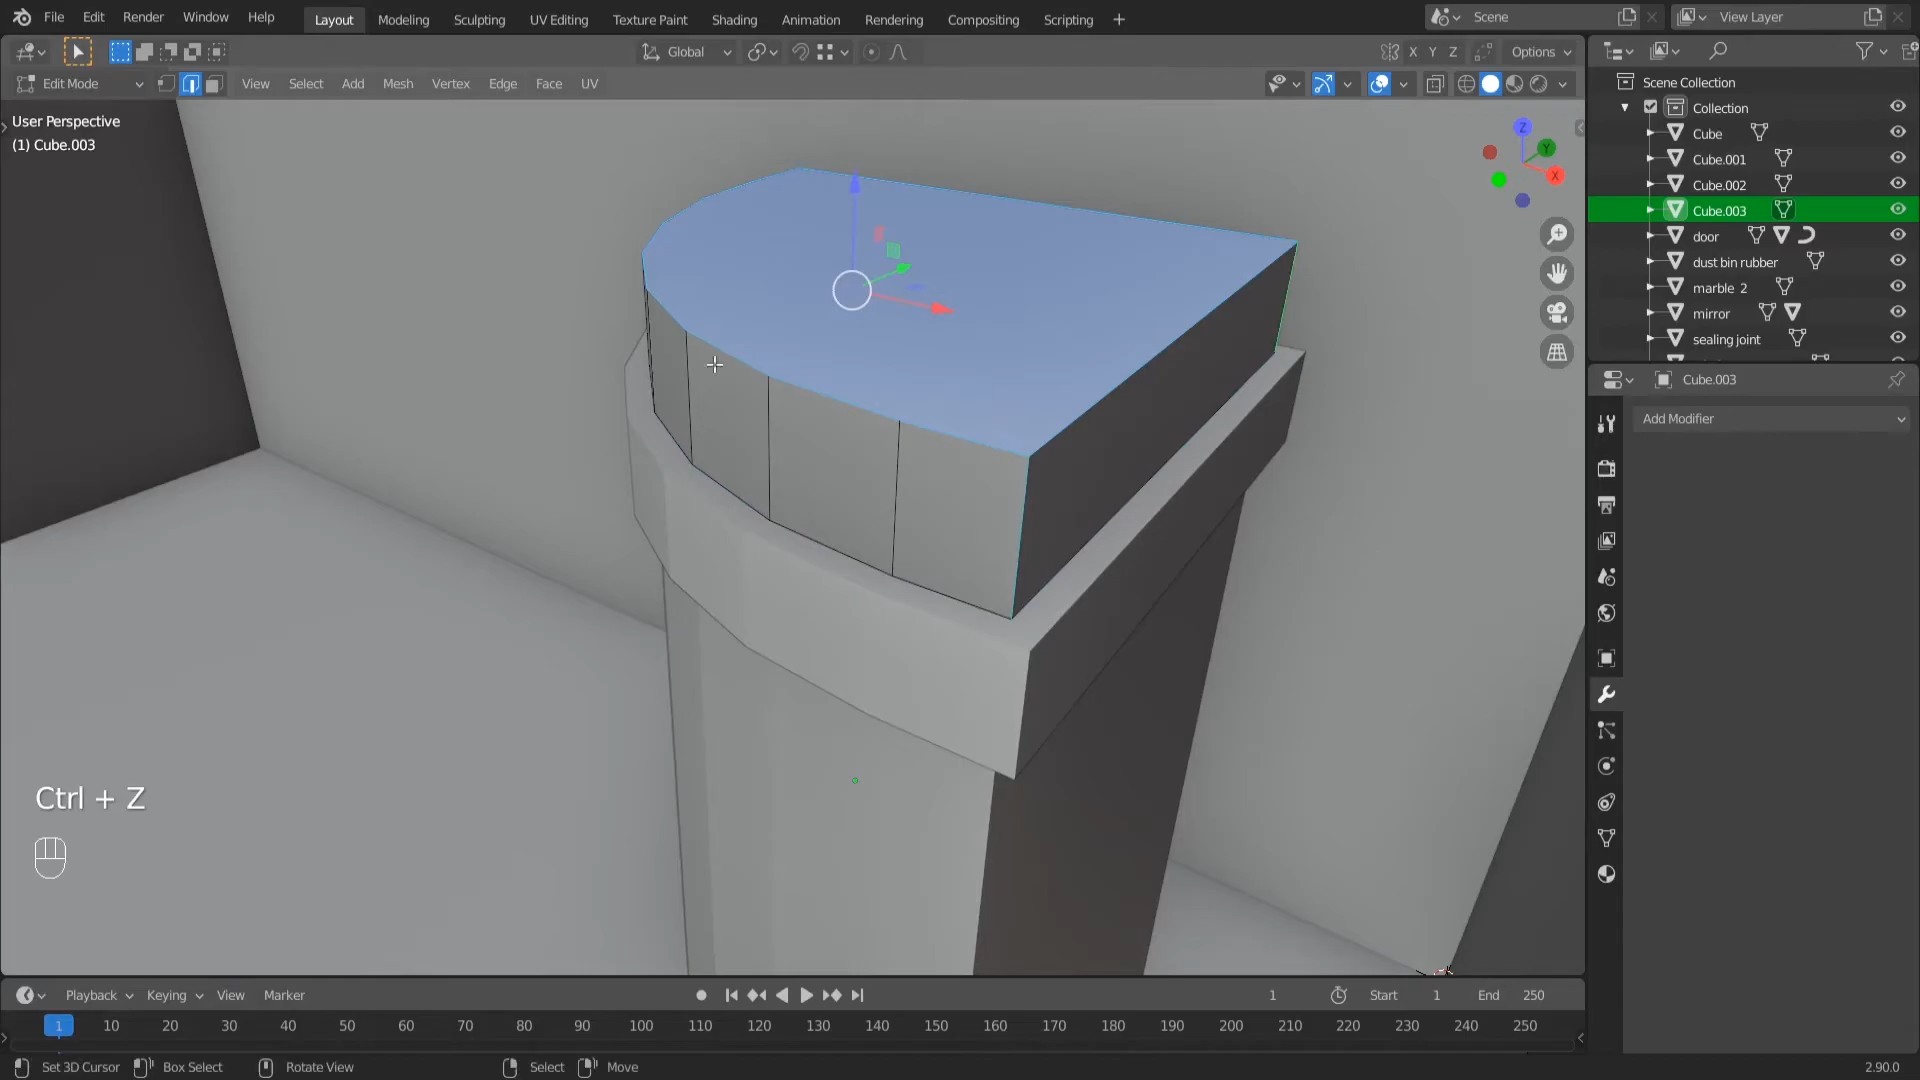 File Edit Render Window Help Layout Modeling Sculpting UV Editing Texture Paint Shading Animation Rendering Compositing Scripting + Scene View Layer
Global X Y Z Options
Edit Mode View Select Add Mesh Vertex Edge Face UV
User Perspective
(1) Cube.003
Z
Y
X
Scene Collection
Collection
Cube
Cube.001
Cube.002
Cube.003
door
dust bin rubber
marble 2
mirror
sealing joint
Cube.003
Add Modifier
Ctrl + Z
Playback Keying View Marker 1 Start 1 End 250
1 10 20 30 40 50 60 70 80 90 100 110 120 130 140 150 160 170 180 190 200 210 220 230 240 250
Set 3D Cursor Box Select Rotate View Select Move 2.90.0